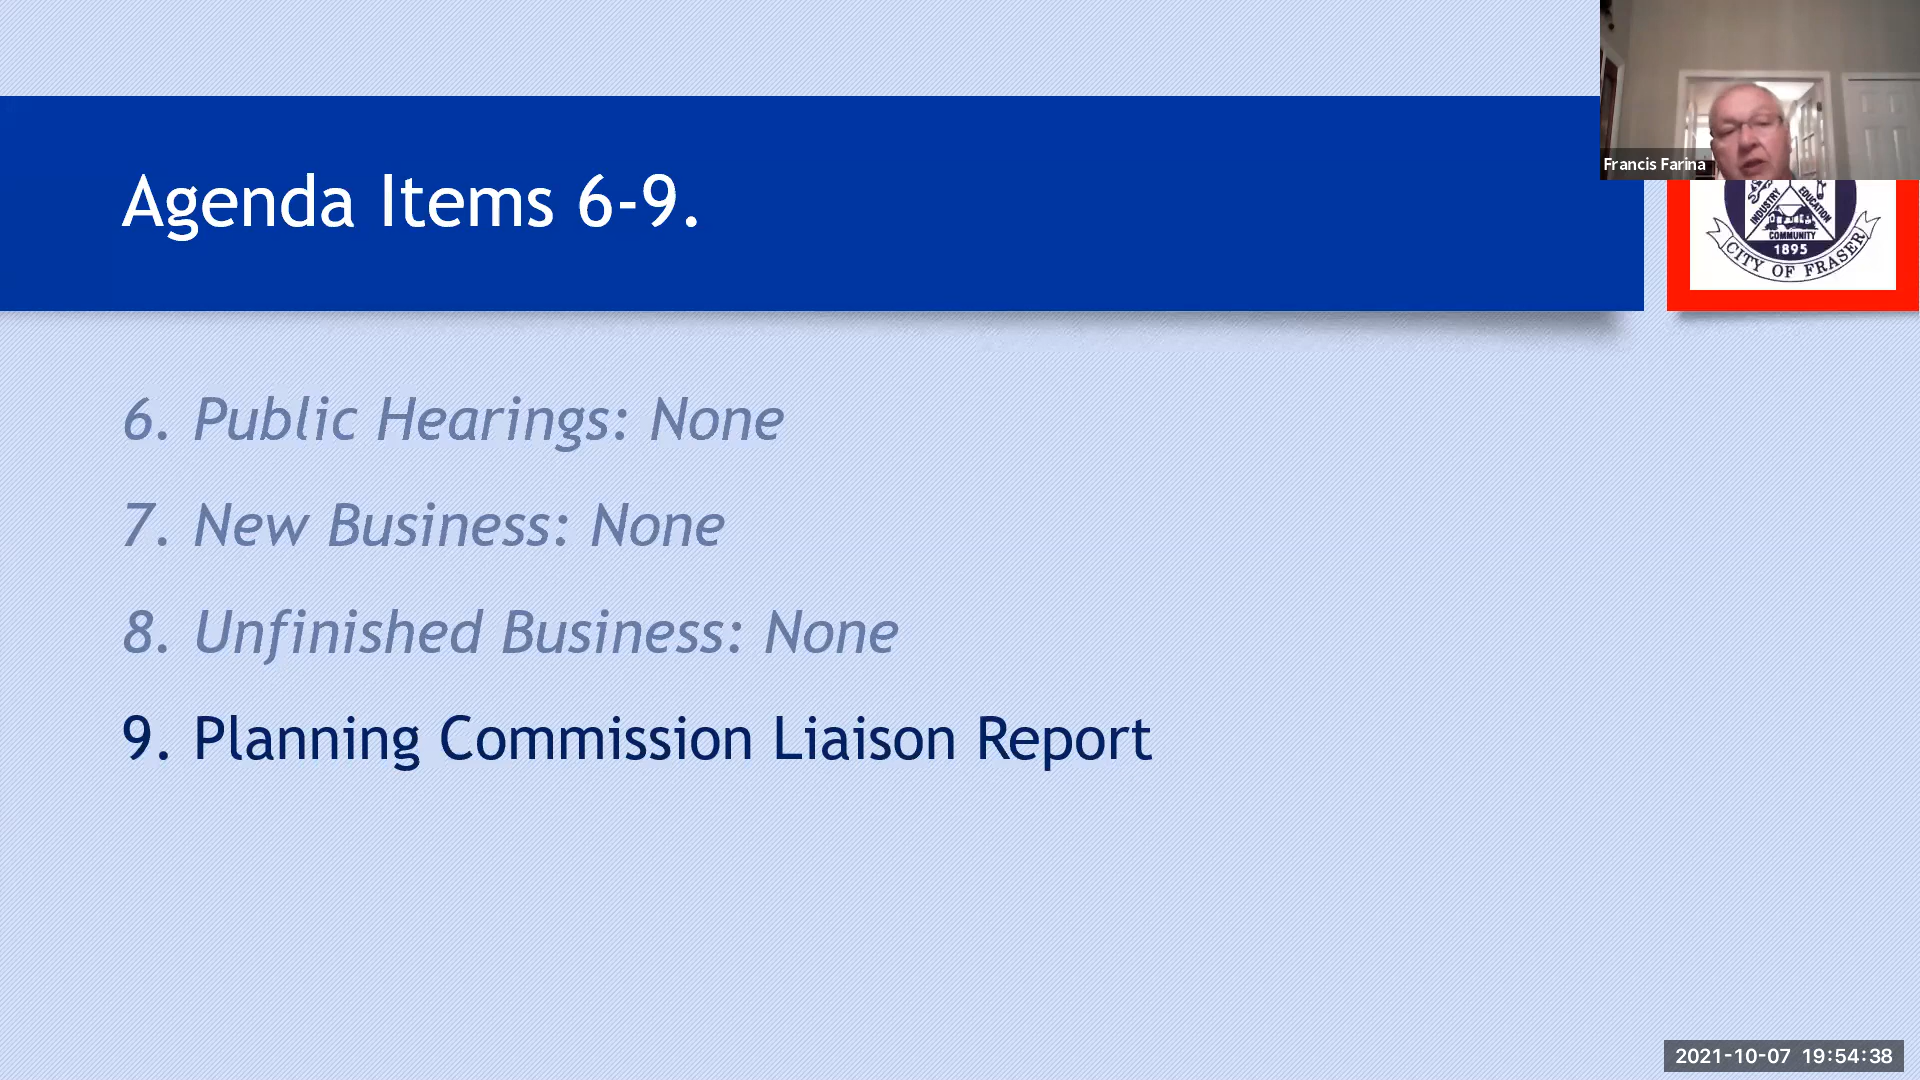 Agenda Items 6-9.
Francis Farina
INDUSTRY
EDUCATION
COMMUNITY
1895
CITY OF FRASER
6. Public Hearings: None
7. New Business: None
8. Unfinished Business: None
9. Planning Commission Liaison Report
2021-10-07 19:54:38